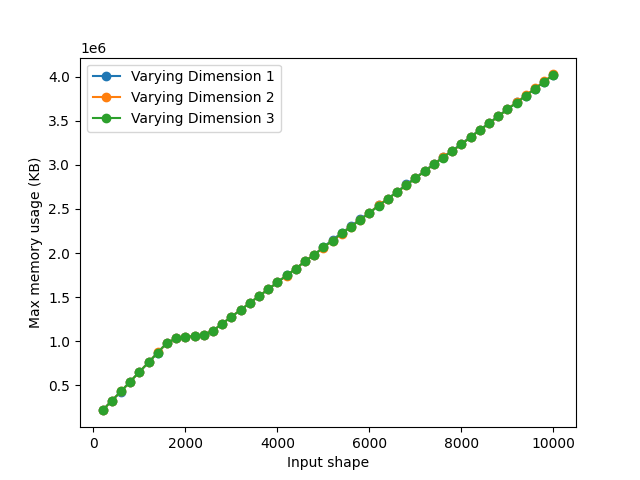 1e6
Varying Dimension 1
Varying Dimension 2
Varying Dimension 3
4.0
3.5
3.0
2.5
2.0
1.5
1.0
0.5
Max memory usage (KB)
0 2000 4000 6000 8000 10000
Input shape